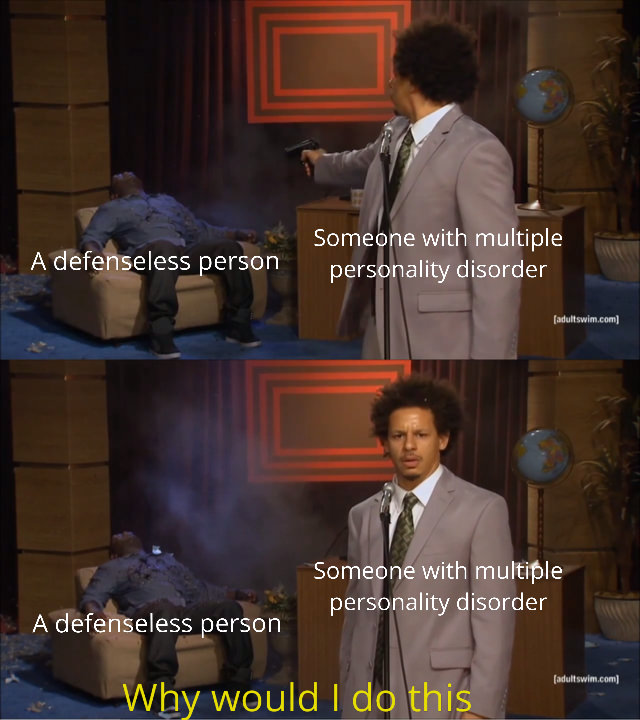 Someone with multiple
personality disorder
A defenseless person
[adultswim.com]
Someone with multiple
personality disorder
A defenseless person
[adultswim.com]
Why would I do this